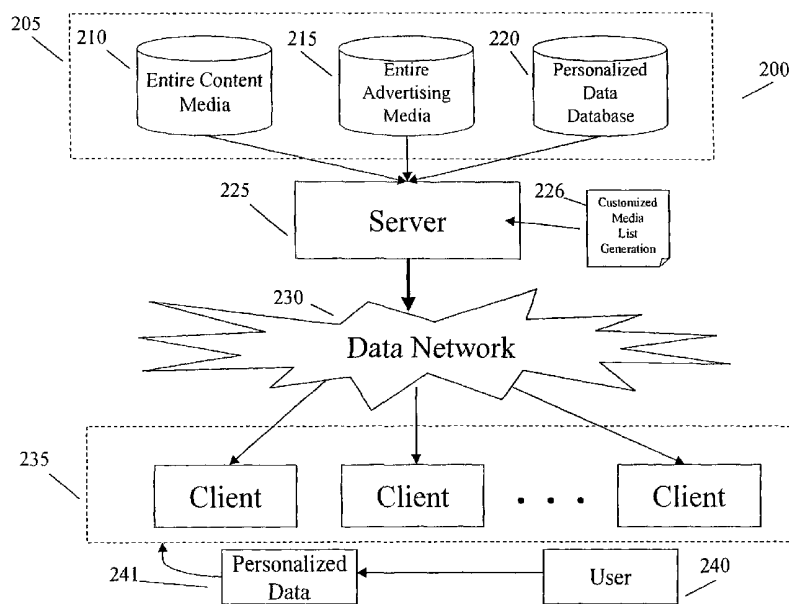 205
210
Entire Content
Media
215
Entire
Advertising
Media
220
Personalized
Data
Database
200
225
Server
226
Customized
Media
List
Generation
230
Data Network
235
Client
Client
. . .
Client
241
Personalized
Data
User
240